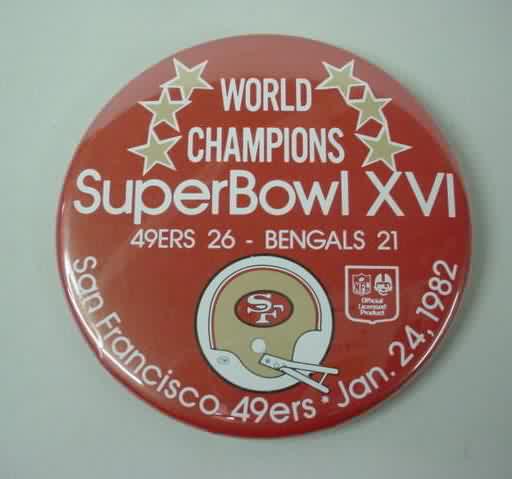 WORLD
CHAMPIONS
SuperBowl XVI
49ERS 26 - BENGALS 21
SF
NFL
Official
Licensed
Product
San Francisco 49ers * Jan. 24, 1982